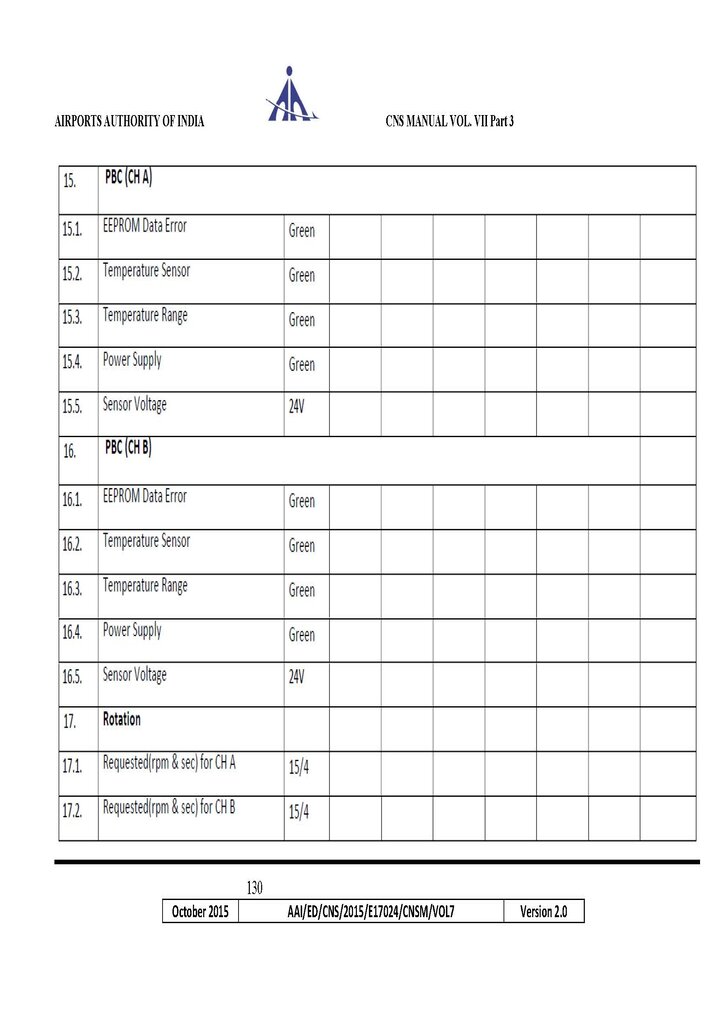 AIRPORTS AUTHORITY OF INDIA CNS MANUAL VOL. VII Part 3
15. PBC (CH A)
15.1. EEPROM Data Error Green
15.2. Temperature Sensor Green
15.3. Temperature Range Green
15.4. Power Supply Green
15.5. Sensor Voltage 24V
16. PBC (CH B)
16.1. EEPROM Data Error Green
16.2. Temperature Sensor Green
16.3. Temperature Range Green
16.4. Power Supply Green
16.5. Sensor Voltage 24V
17. Rotation
17.1. Requested(rpm & sec) for CH A 15/4
17.2. Requested(rpm & sec) for CH B 15/4
130
October 2015 AAI/ED/CNS/2015/E17024/CNSM/VOL7 Version 2.0